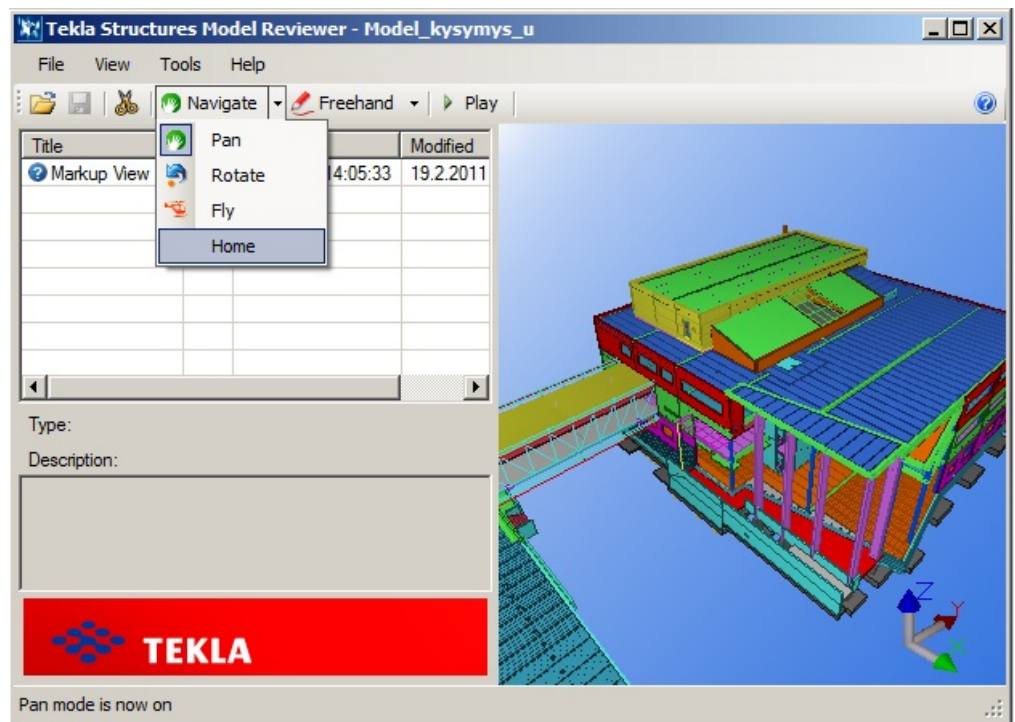 Tekla Structures Model Reviewer - Model_kysymys_u
File View Tools Help
Navigate Freehand Play
Title Modified
Pan
Markup View 14:05:33 19.2.2011
Rotate
Fly
Home
Type:
Description:
TEKLA
Z
Y
X
Pan mode is now on